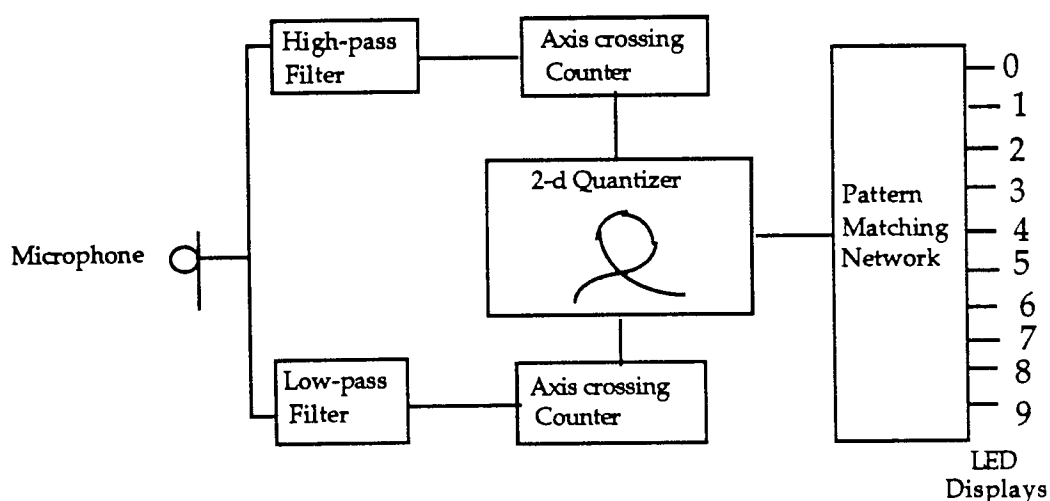 High-pass
Filter
Axis crossing
Counter
2-d Quantizer
Microphone
Low-pass
Filter
Axis crossing
Counter
Pattern
Matching
Network
0
1
2
3
4
5
6
7
8
9
LED
Displays